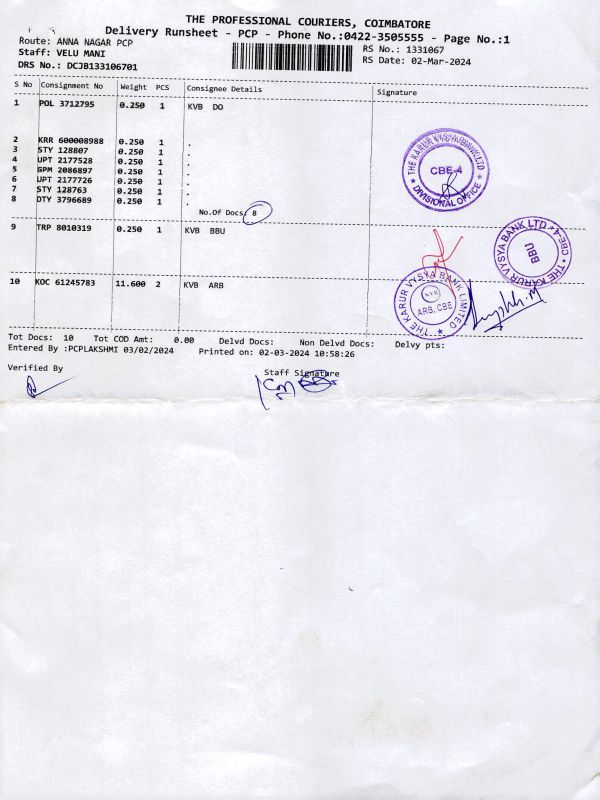 THE PROFESSIONAL COURIERS, COIMBATORE
Delivery Runsheet - PCP - Phone No.:0422-3505555 - Page No.:1
Route: ANNA NAGAR PCP RS No.: 1331067
Staff: VELU MANI RS Date: 02-Mar-2024
DRS No.: DCJB133106701
S No Consignment No Weight PCS Consignee Details Signature
1 POL 3712795 0.250 1 KVB DO
2 KRR 600008988 0.250 1 .
3 STY 128807 0.250 1 .
4 UPT 2177528 0.250 1 .
5 GPM 2086897 0.250 1 .
6 UPT 2177726 0.250 1 .
7 STY 128763 0.250 1 .
8 OTY 3796689 0.250 1 .
No.Of Docs: 8
THE KARUR VYSYA BANK LTD
CBE-4
★ DIVISIONAL OFFICE ★
9 TRP 8010319 0.250 1 KVB BBU
★ THE KARUR VYSYA BANK LTD ★ CBE-4
BBU
10 KOC 61245783 11.600 2 KVB ARB
THE KARUR VYSYA BANK LIMITED ★
KVB
ARB, CBE
Tot Docs: 10 Tot COD Amt: 0.00 Delvd Docs: Non Delvd Docs: Delvy pts:
Entered By :PCPLAKSHMI 03/02/2024 Printed on: 02-03-2024 10:58:26
Verified By Staff Signature